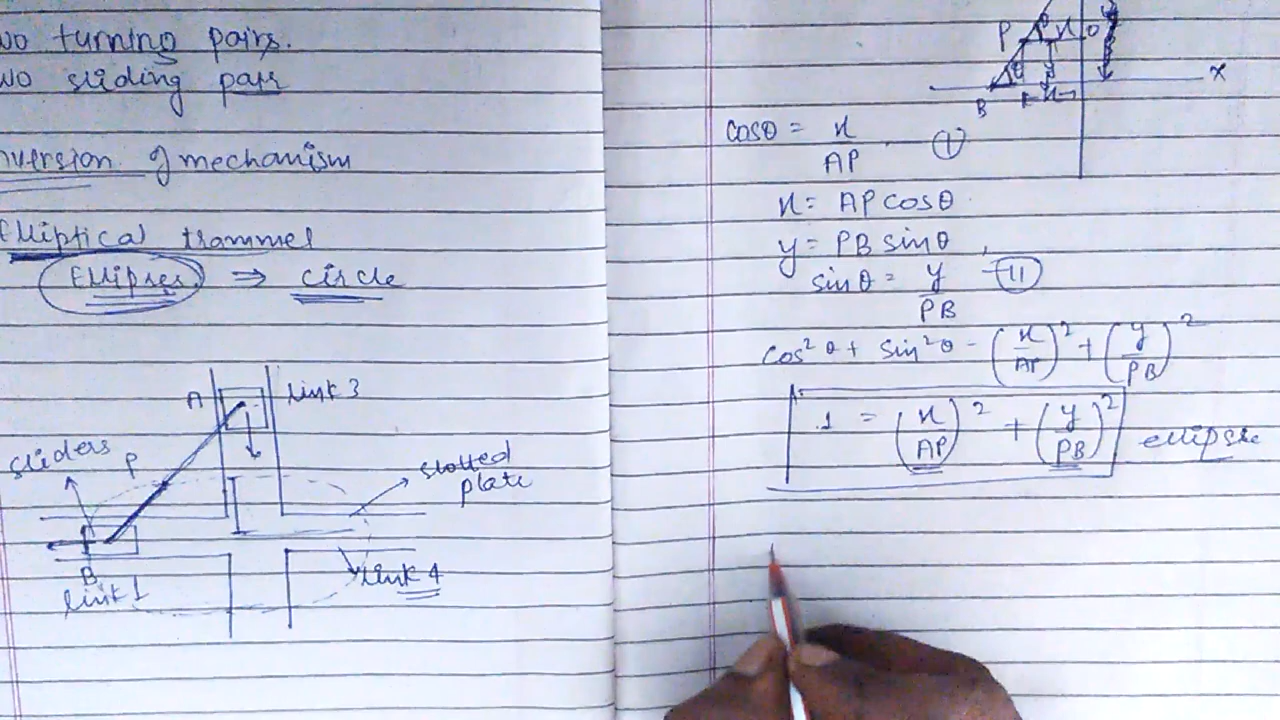 wo turning pairs.
wo sliding pair
nversion of mechanism
Elliptical trammel
Ellipses ⇒ circle
A
link 3
sliders
P
slotted
plate
B
link 1
link 4
P
x
B
cosθ = x/AP - (I)
x = AP cosθ
y = PB sinθ,
sinθ = y/PB - (II)
cos²θ + sin²θ = (x/AP)² + (y/PB)²
1 = (x/AP)² + (y/PB)² ellipse